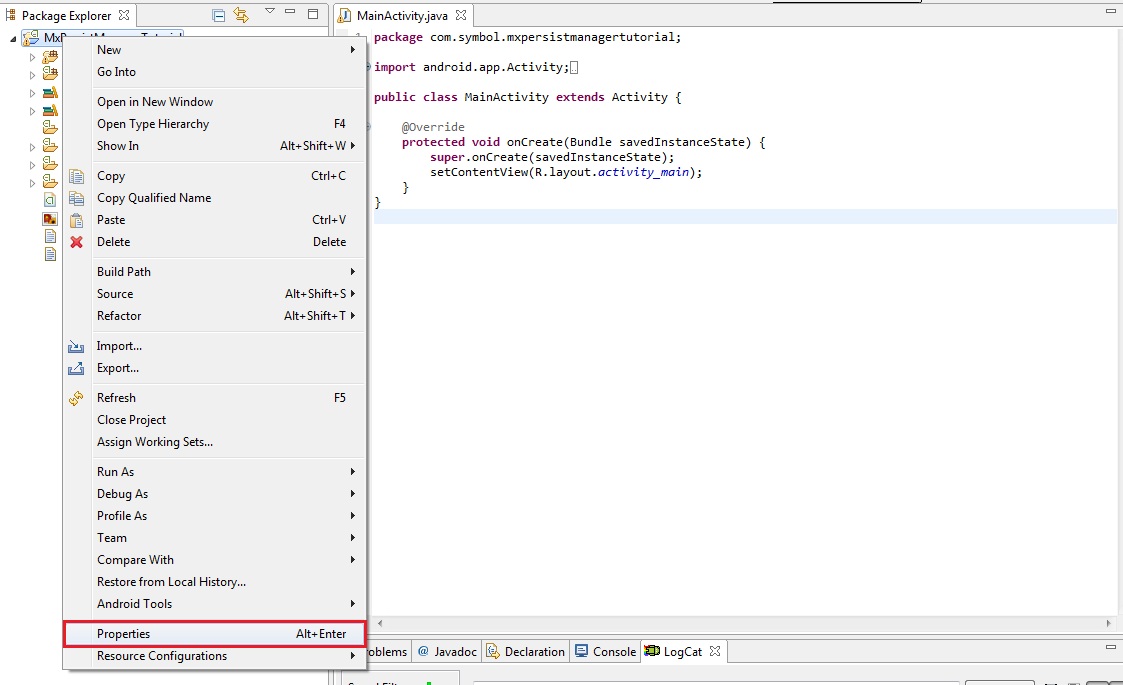 Package Explorer
MainActivity.java
New
Go Into
Open in New Window
Open Type Hierarchy F4
Show In Alt+Shift+W
Copy Ctrl+C
Copy Qualified Name
Paste Ctrl+V
Delete Delete
Build Path
Source Alt+Shift+S
Refactor Alt+Shift+T
Import...
Export...
Refresh F5
Close Project
Assign Working Sets...
Run As
Debug As
Profile As
Team
Compare With
Restore from Local History...
Android Tools
Properties Alt+Enter
Resource Configurations
package com.symbol.mxpersistmanagertutorial;
import android.app.Activity;
public class MainActivity extends Activity {
@Override
protected void onCreate(Bundle savedInstanceState) {
super.onCreate(savedInstanceState);
setContentView(R.layout.activity_main);
}
}
oblems @ Javadoc Declaration Console LogCat